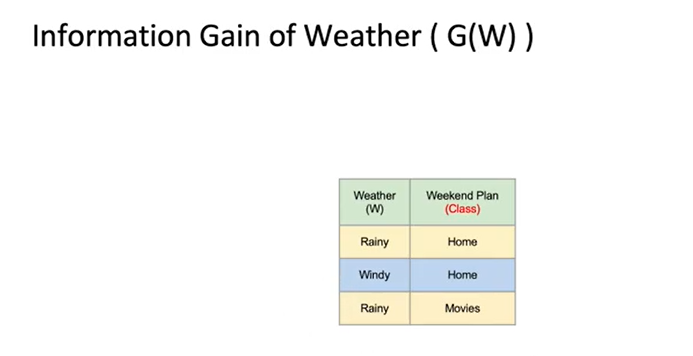 Information Gain of Weather ( G(W) )
Weather Weekend Plan
(W) (Class)
Rainy Home
Windy Home
Rainy Movies